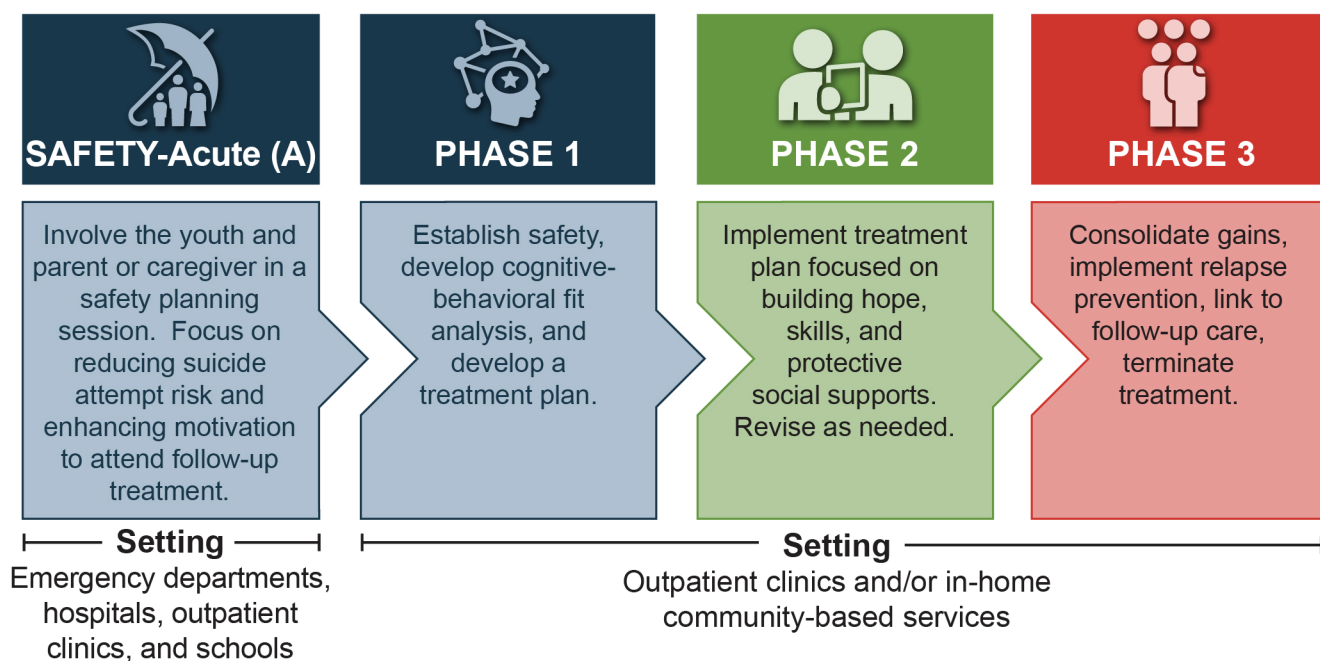 SAFETY-Acute (A)
Involve the youth and
parent or caregiver in a
safety planning
session.  Focus on
reducing suicide
attempt risk and
enhancing motivation
to attend follow-up
treatment.
Setting
Emergency departments,
hospitals, outpatient
clinics, and schools
PHASE 1
Establish safety,
develop cognitive-
behavioral fit
analysis, and
develop a
treatment plan.
PHASE 2
Implement treatment
plan focused on
building hope,
skills, and
protective
social supports.
Revise as needed.
PHASE 3
Consolidate gains,
implement relapse
prevention, link to
follow-up care,
terminate
treatment.
Setting
Outpatient clinics and/or in-home
community-based services